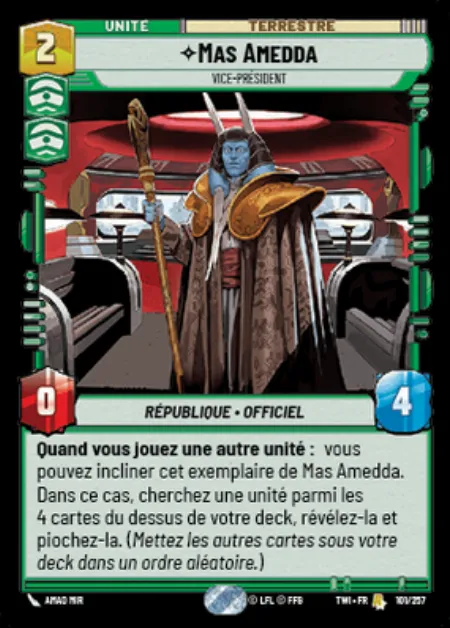 UNITÉ
TERRESTRE
2
Mas Amedda
VICE-PRÉSIDENT
0
4
RÉPUBLIQUE • OFFICIEL
Quand vous jouez une autre unité : vous
pouvez incliner cet exemplaire de Mas Amedda.
Dans ce cas, cherchez une unité parmi les
4 cartes du dessus de votre deck, révélez-la et
piochez-la. (Mettez les autres cartes sous votre
deck dans un ordre aléatoire.)
AMAD MIR
© LFL © FFG
TWI • FR
101/257